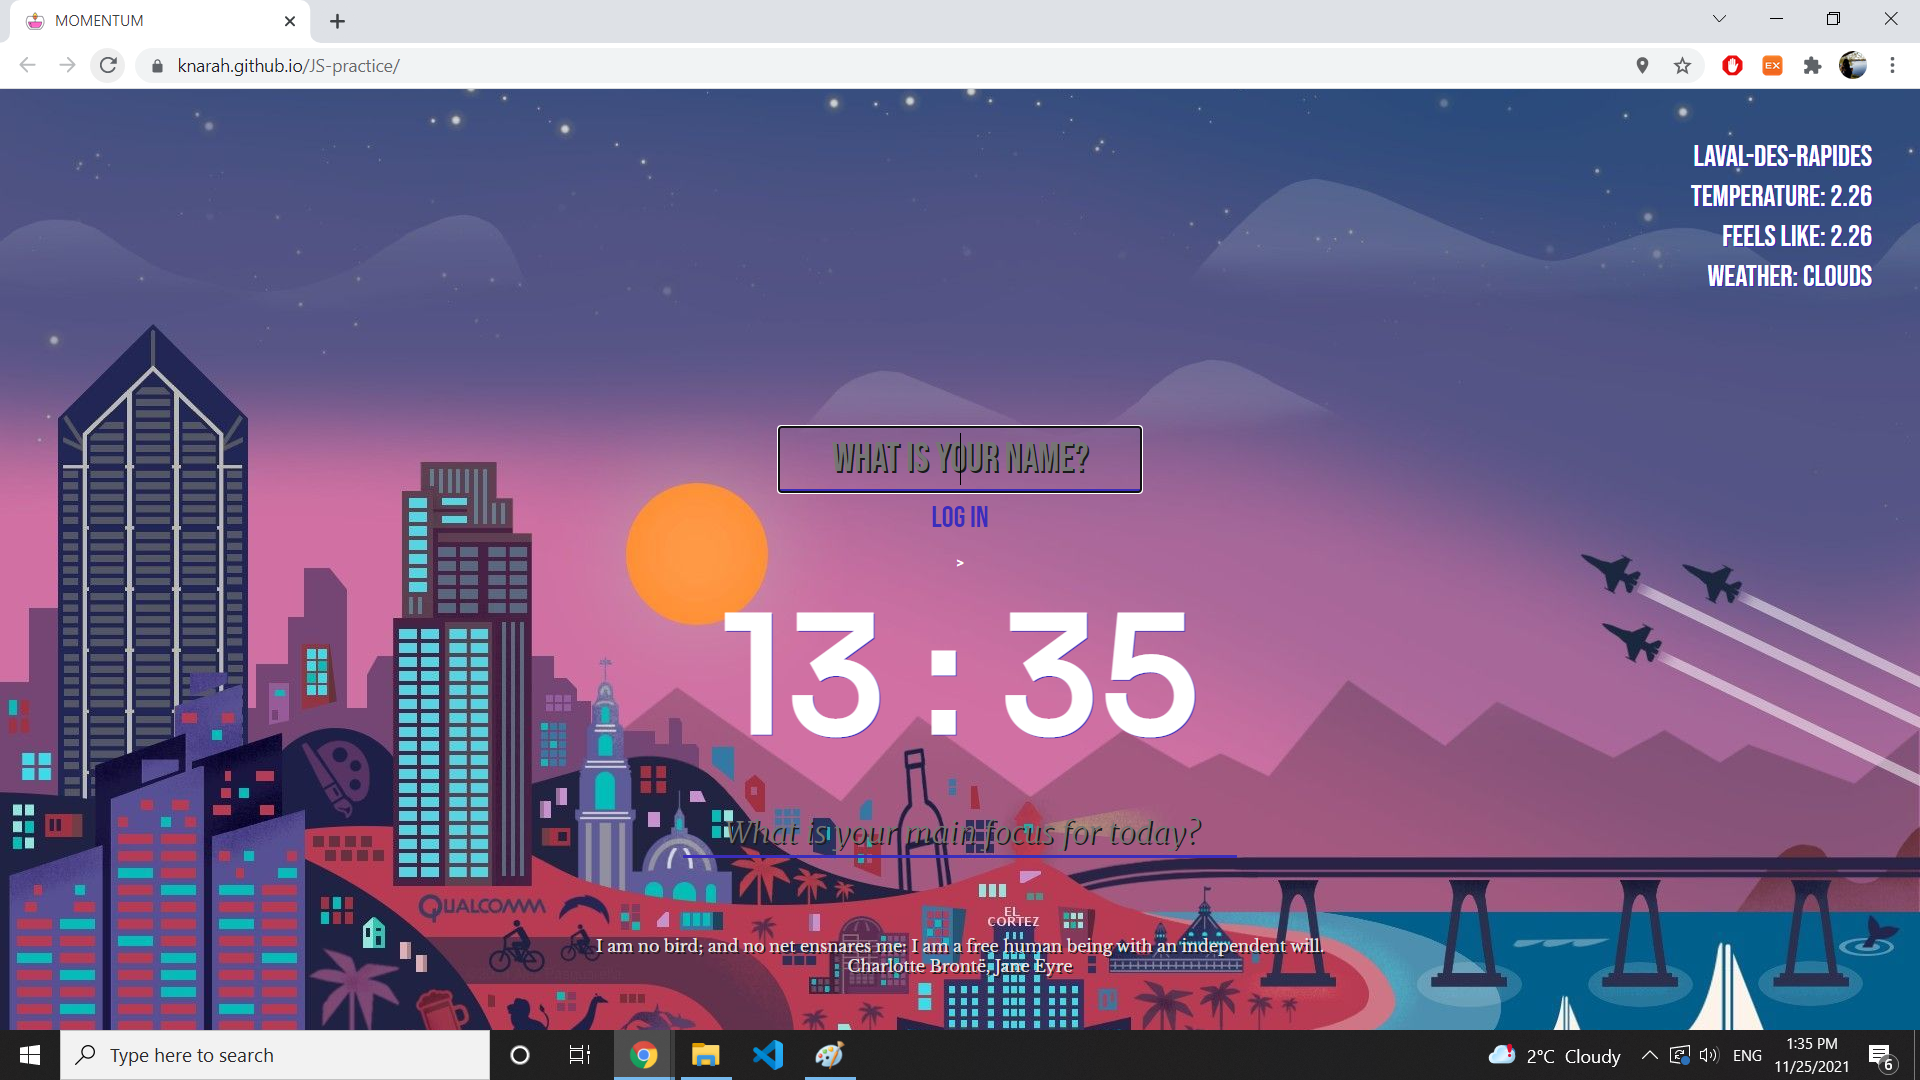 MOMENTUM
knarah.github.io/JS-practice/
EX
LAVAL-DES-RAPIDES
TEMPERATURE: 2.26
FEELS LIKE: 2.26
WEATHER: CLOUDS
WHAT IS YOUR NAME?
LOG IN
>
13 : 35
What is your main focus for today?
QUALCOMM
EL
CORTEZ
I am no bird; and no net ensnares me: I am a free human being with an independent will.
Charlotte Brontë, Jane Eyre
Type here to search
2°C Cloudy
ENG
1:35 PM
11/25/2021
6